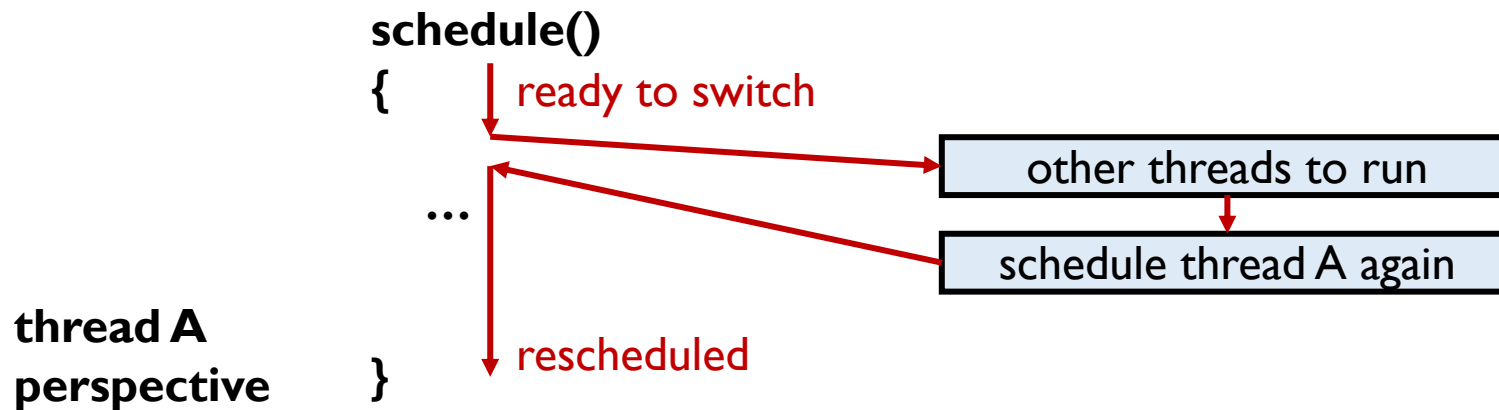 schedule()
{
ready to switch
other threads to run
...
schedule thread A again
thread A
perspective
rescheduled
}